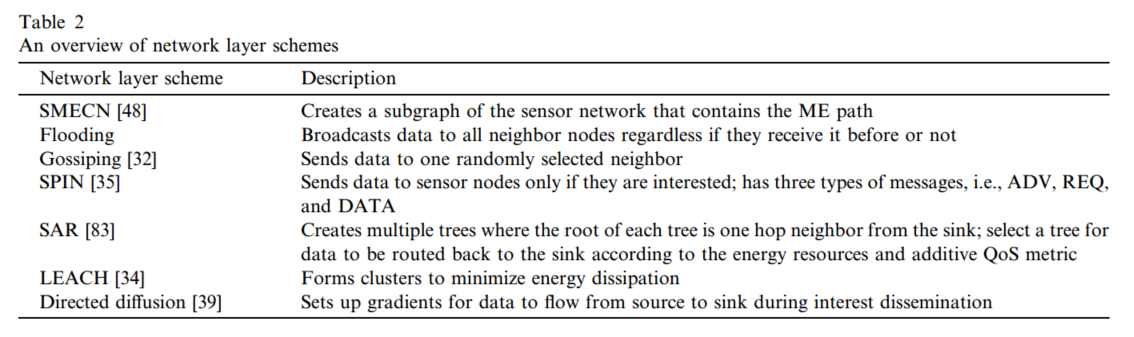 Table 2
An overview of network layer schemes
Network layer scheme Description
SMECN [48] Creates a subgraph of the sensor network that contains the ME path
Flooding Broadcasts data to all neighbor nodes regardless if they receive it before or not
Gossiping [32] Sends data to one randomly selected neighbor
SPIN [35] Sends data to sensor nodes only if they are interested; has three types of messages, i.e., ADV, REQ,
and DATA
SAR [83] Creates multiple trees where the root of each tree is one hop neighbor from the sink; select a tree for
data to be routed back to the sink according to the energy resources and additive QoS metric
LEACH [34] Forms clusters to minimize energy dissipation
Directed diffusion [39] Sets up gradients for data to flow from source to sink during interest dissemination